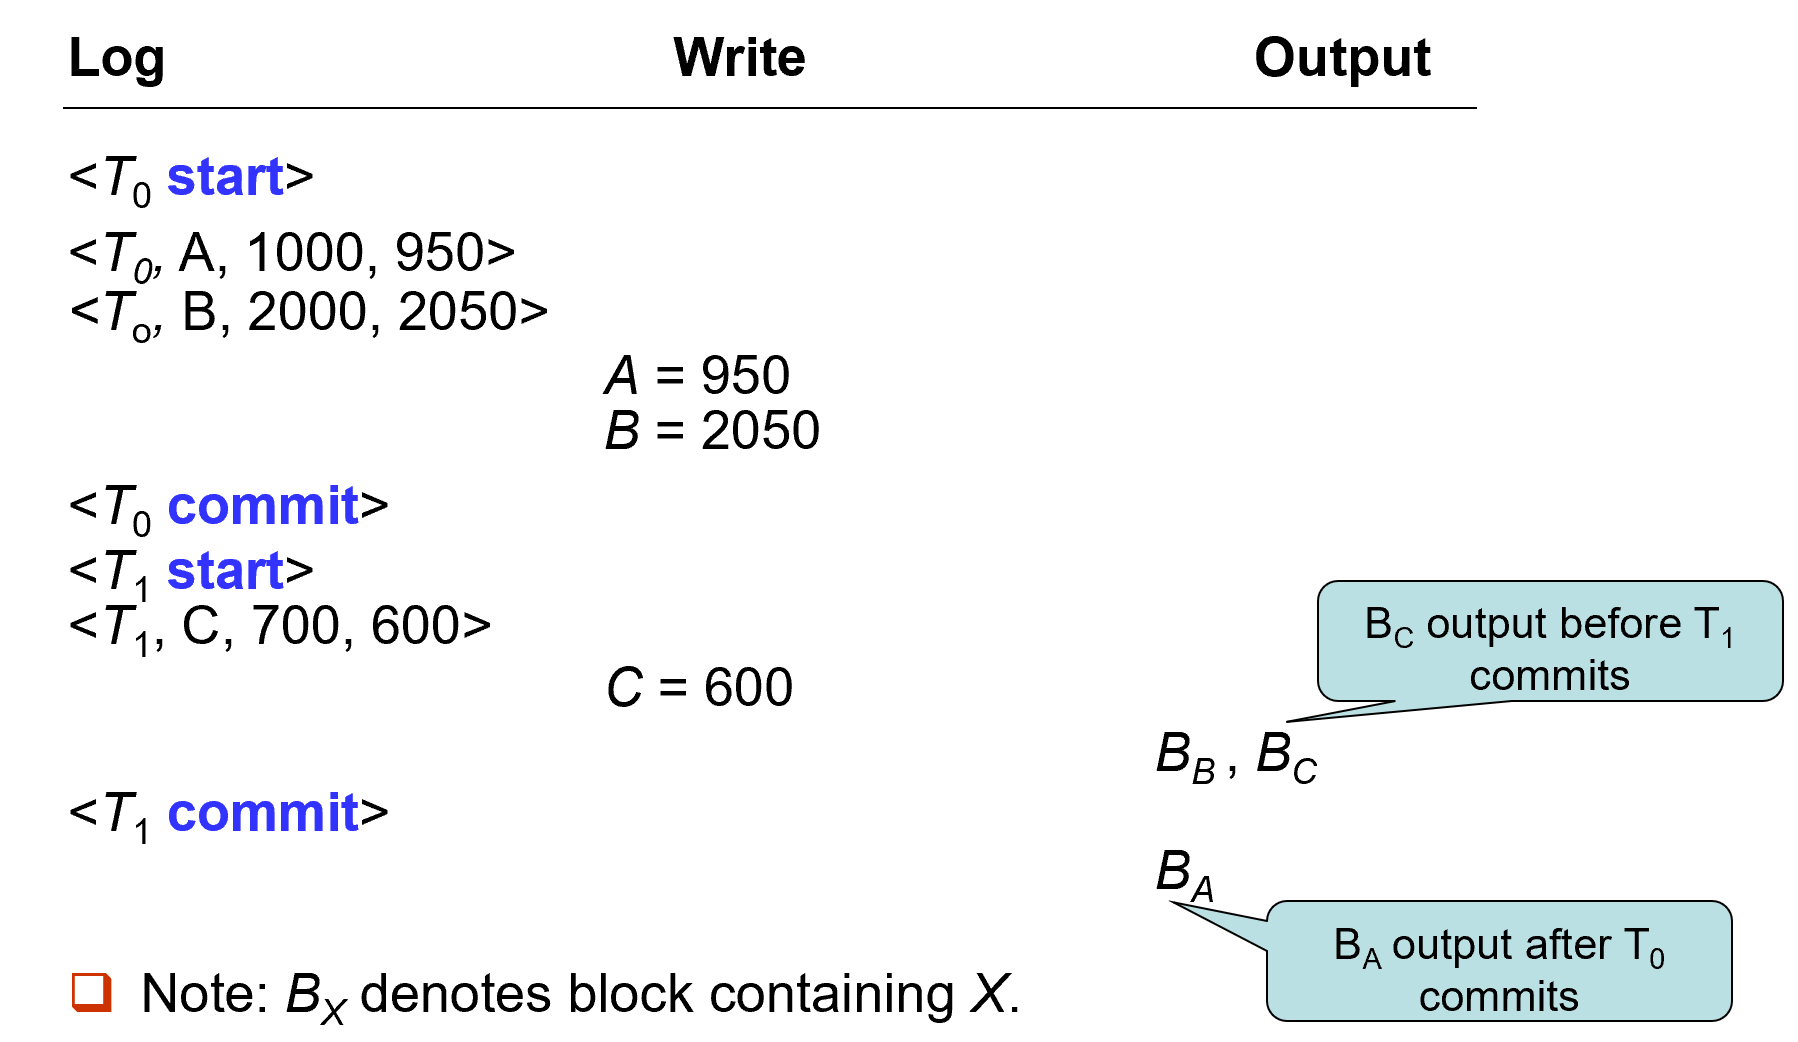 Log Write Output
<T0 start>
<T0, A, 1000, 950>
<To, B, 2000, 2050>
A = 950
B = 2050
<T0 commit>
<T1 start>
<T1, C, 700, 600>
BC output before T1
commits
C = 600
BB , BC
<T1 commit>
BA
BA output after T0
commits
Note: BX denotes block containing X.